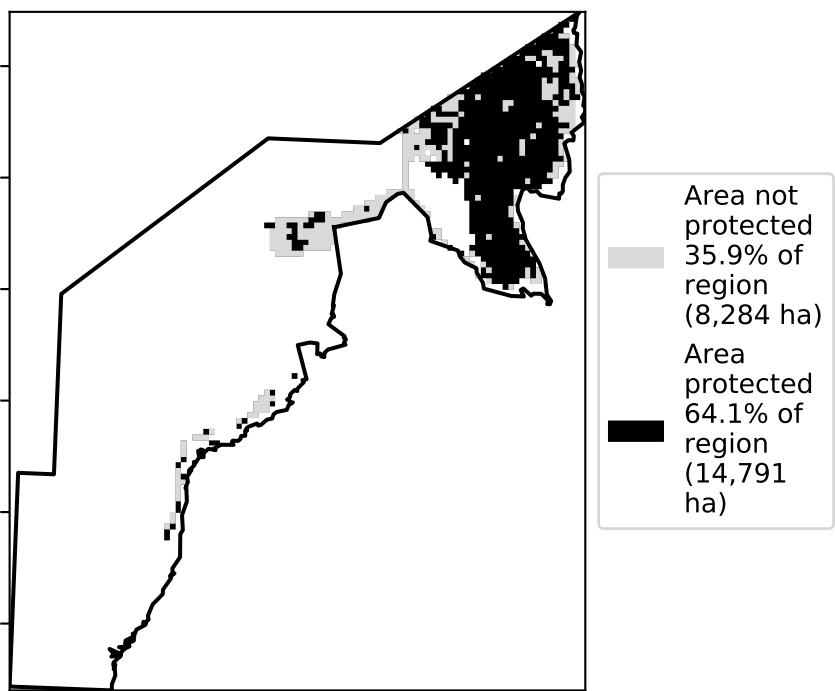 Area not
protected
35.9% of
region
(8,284 ha)
Area
protected
64.1% of
region
(14,791
ha)